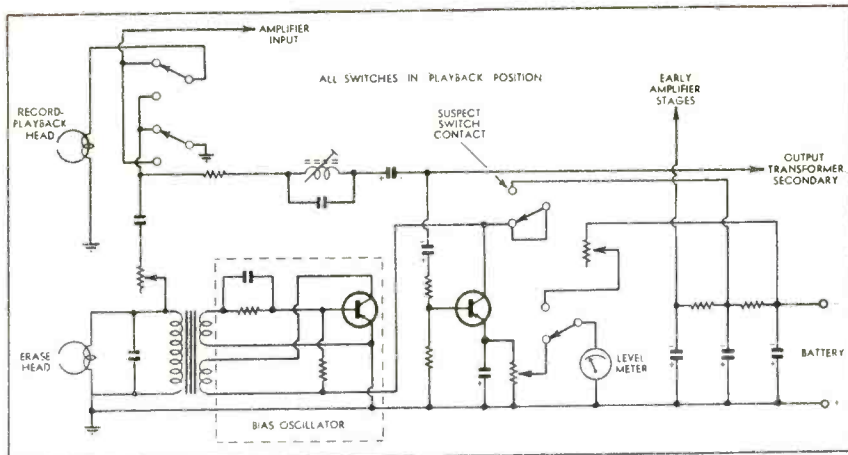 AMPLIFIER
INPUT
ALL SWITCHES IN PLAYBACK POSITION
EARLY
AMPLIFIER
STAGES
RECORD-
PLAYBACK
HEAD
SUSPECT
SWITCH
CONTACT
OUTPUT
TRANSFORMER
SECONDARY
ERASE
HEAD
BIAS OSCILLATOR
LEVEL
METER
BATTERY